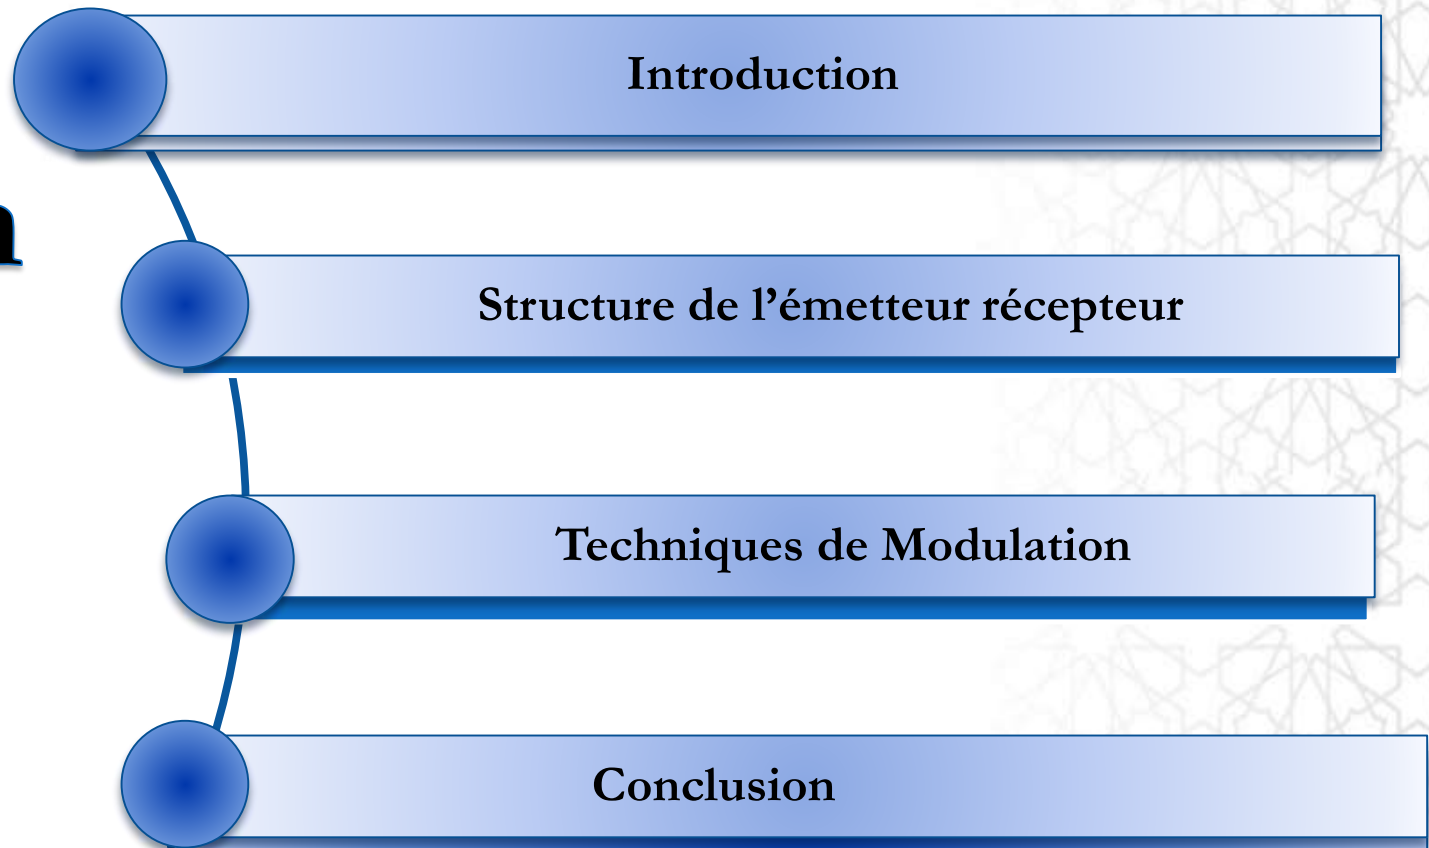 Introduction
Structure de l’émetteur récepteur
Techniques de Modulation
Conclusion